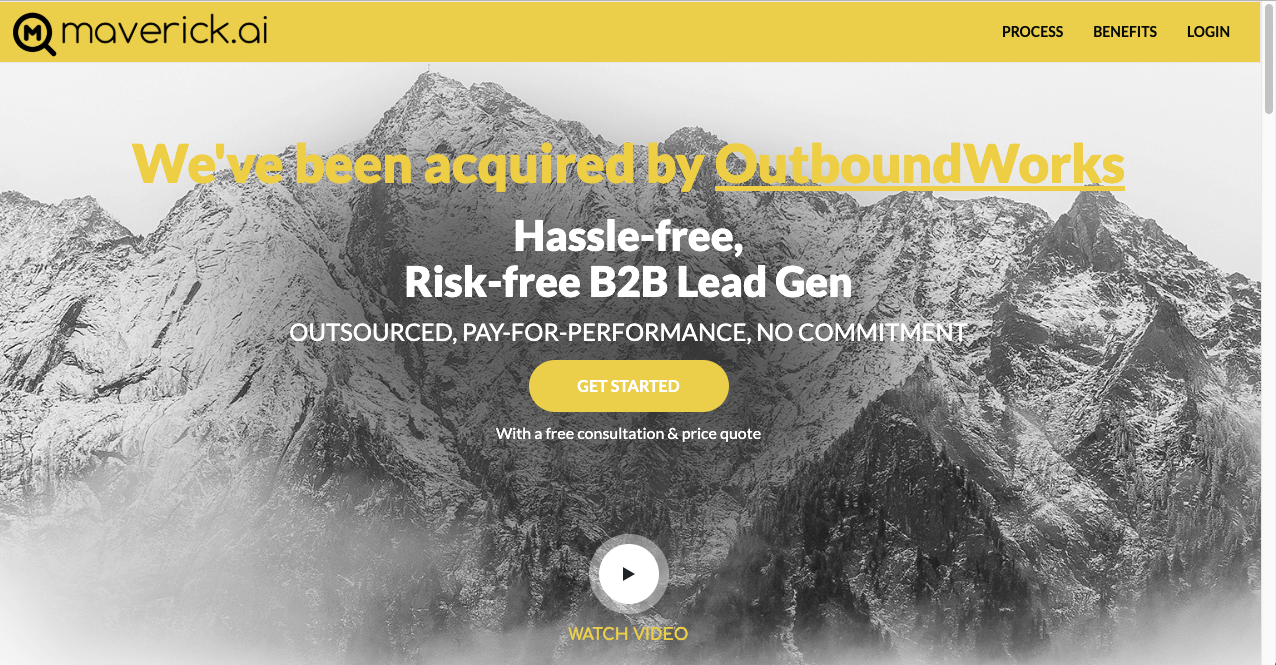 maverick.ai
PROCESS BENEFITS LOGIN
We've been acquired by OutboundWorks
Hassle-free,
Risk-free B2B Lead Gen
OUTSOURCED, PAY-FOR-PERFORMANCE, NO COMMITMENT
GET STARTED
With a free consultation & price quote
WATCH VIDEO